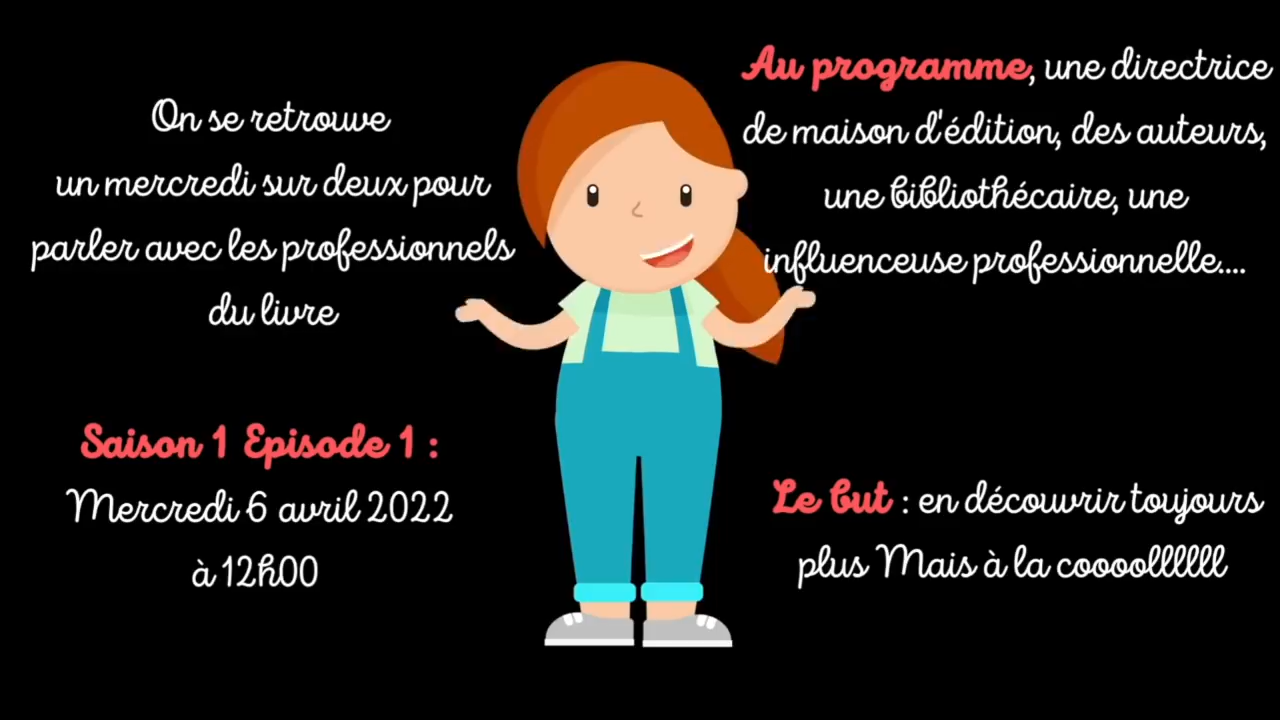 On se retrouve
un mercredi sur deux pour
parler avec les professionnels
du livre
Au programme, une directrice
de maison d'édition, des auteurs,
une bibliothécaire, une
influenceuse professionnelle....
Saison 1 Episode 1 :
Mercredi 6 avril 2022
à 12h00
Le but : en découvrir toujours
plus Mais à la coooollllll